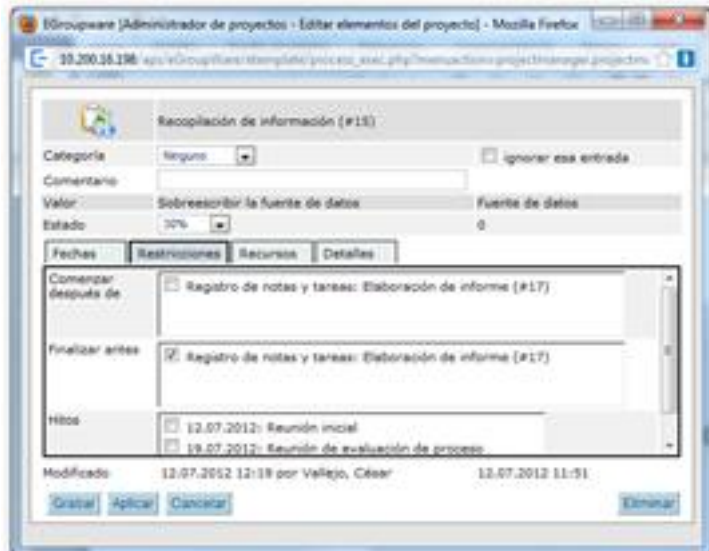 EGroupware [Administrador de proyectos - Editar elementos del proyecto] - Mozilla Firefox
10.200.16.198
Recopilación de información (#15)
Categoría Ninguno ignorar esa entrada
Comentario
Valor Sobreescribir la fuente de datos Fuente de datos
Estado 30% 0
Fechas Restricciones Recursos Detalles
Comenzar después de
Registro de notas y tareas: Elaboración de informe (#17)
Finalizar antes
Registro de notas y tareas: Elaboración de informe (#17)
Hitos
12.07.2012: Reunión inicial
19.07.2012: Reunión de evaluación de proceso
Modificado 12.07.2012 12:19 por Vallejo, César 12.07.2012 11:51
Grabar Aplicar Cancelar Eliminar